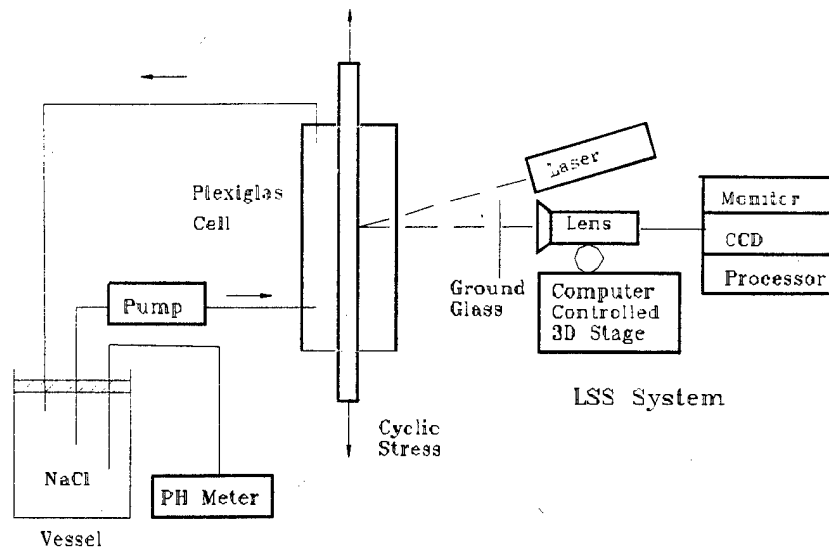 Plexiglas
Cell
Laser
Lens
Monitor
CCD
Processor
Ground
Glass
Computer
Controlled
3D Stage
Pump
LSS System
Cyclic
Stress
NaCl
PH Meter
Vessel